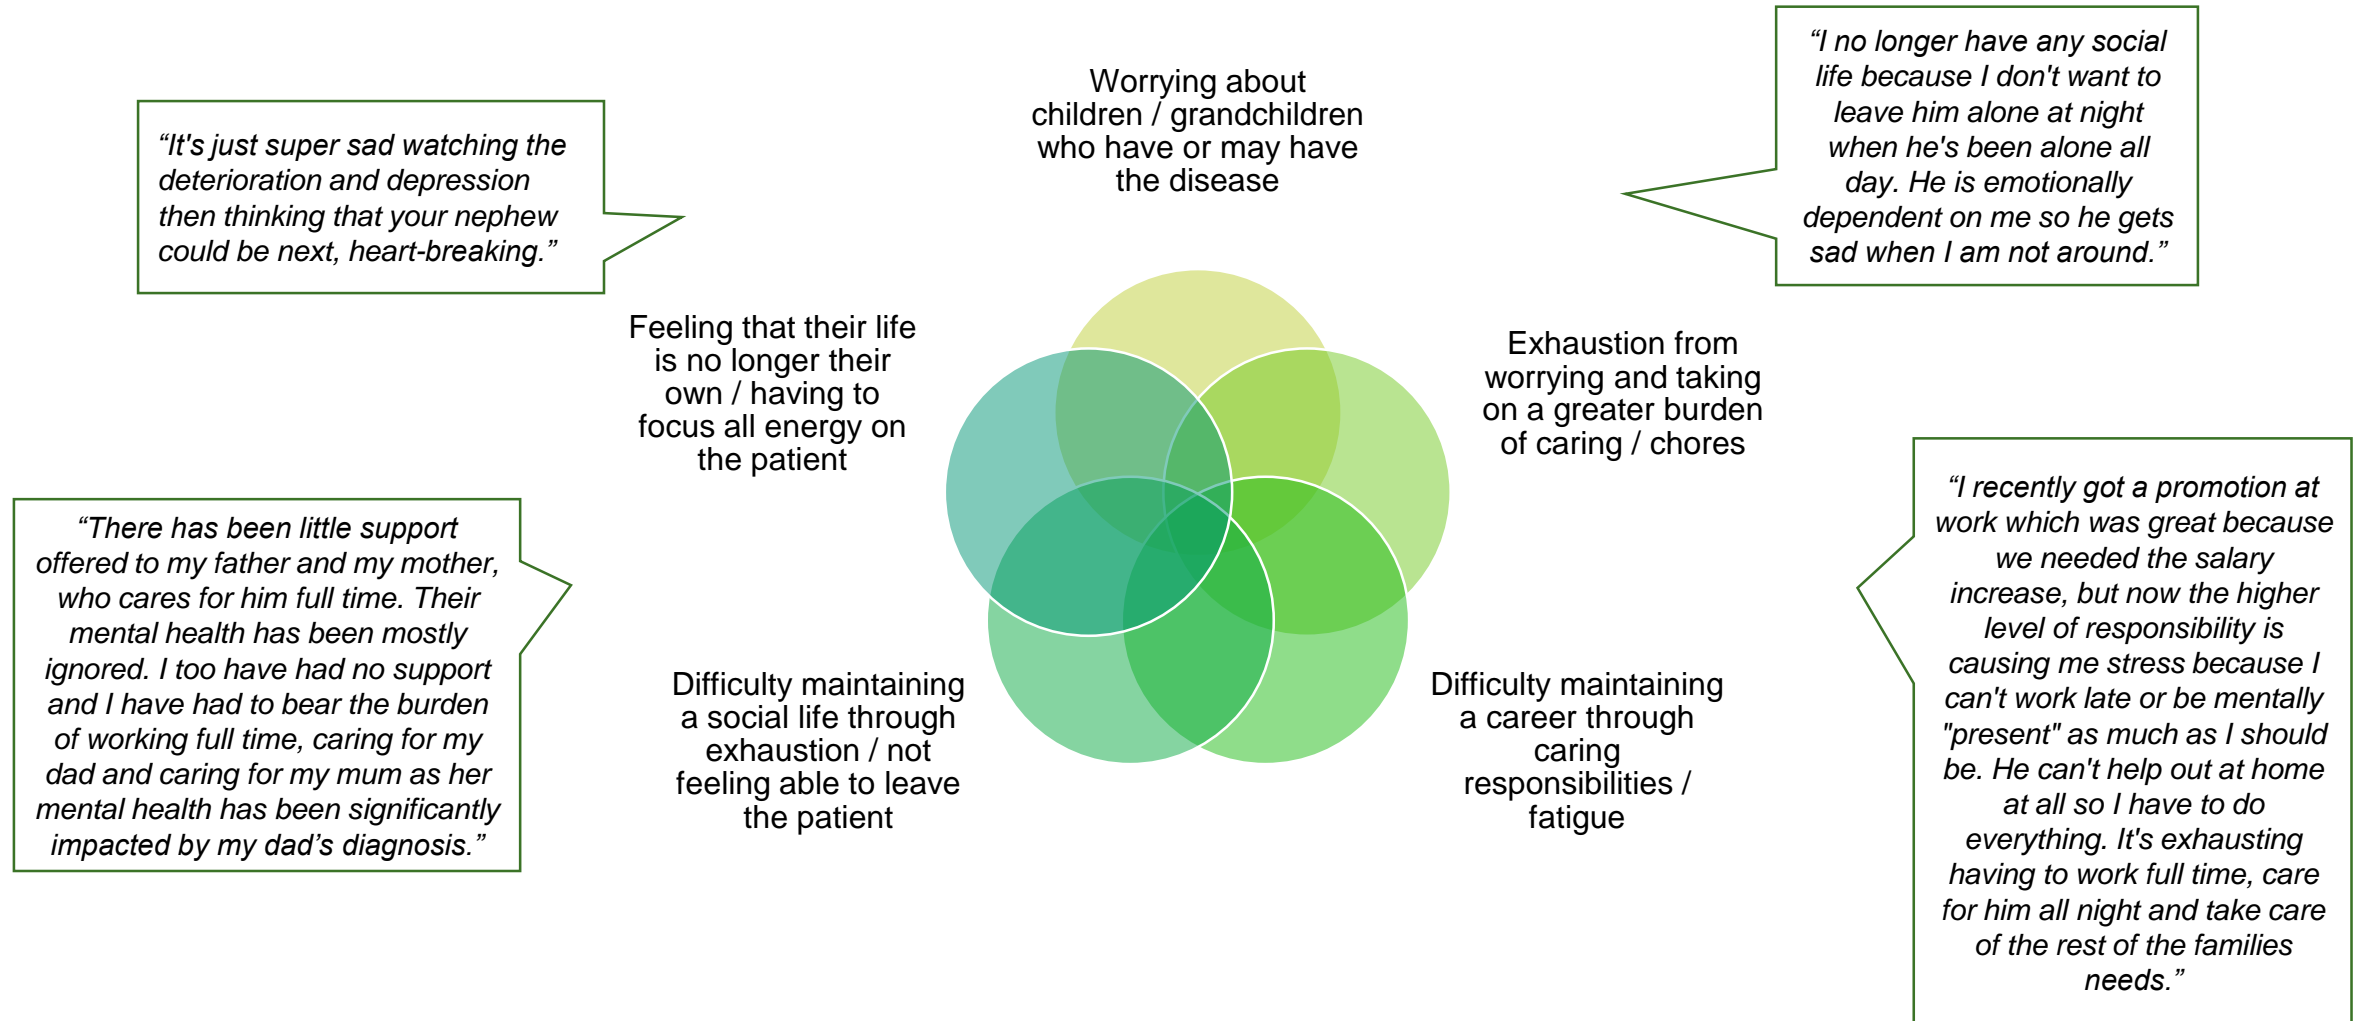 “It's just super sad watching the
deterioration and depression
then thinking that your nephew
could be next, heart-breaking.”
Worrying about
children / grandchildren
who have or may have
the disease
“I no longer have any social
life because I don't want to
leave him alone at night
when he's been alone all
day. He is emotionally
dependent on me so he gets
sad when I am not around.”
Feeling that their life
is no longer their
own / having to
focus all energy on
the patient
Exhaustion from
worrying and taking
on a greater burden
of caring / chores
“There has been little support
offered to my father and my mother,
who cares for him full time. Their
mental health has been mostly
ignored. I too have had no support
and I have had to bear the burden
of working full time, caring for my
dad and caring for my mum as her
mental health has been significantly
impacted by my dad’s diagnosis.”
Difficulty maintaining
a social life through
exhaustion / not
feeling able to leave
the patient
Difficulty maintaining
a career through
caring
responsibilities /
fatigue
“I recently got a promotion at
work which was great because
we needed the salary
increase, but now the higher
level of responsibility is
causing me stress because I
can't work late or be mentally
"present" as much as I should
be. He can't help out at home
at all so I have to do
everything. It's exhausting
having to work full time, care
for him all night and take care
of the rest of the families
needs.”